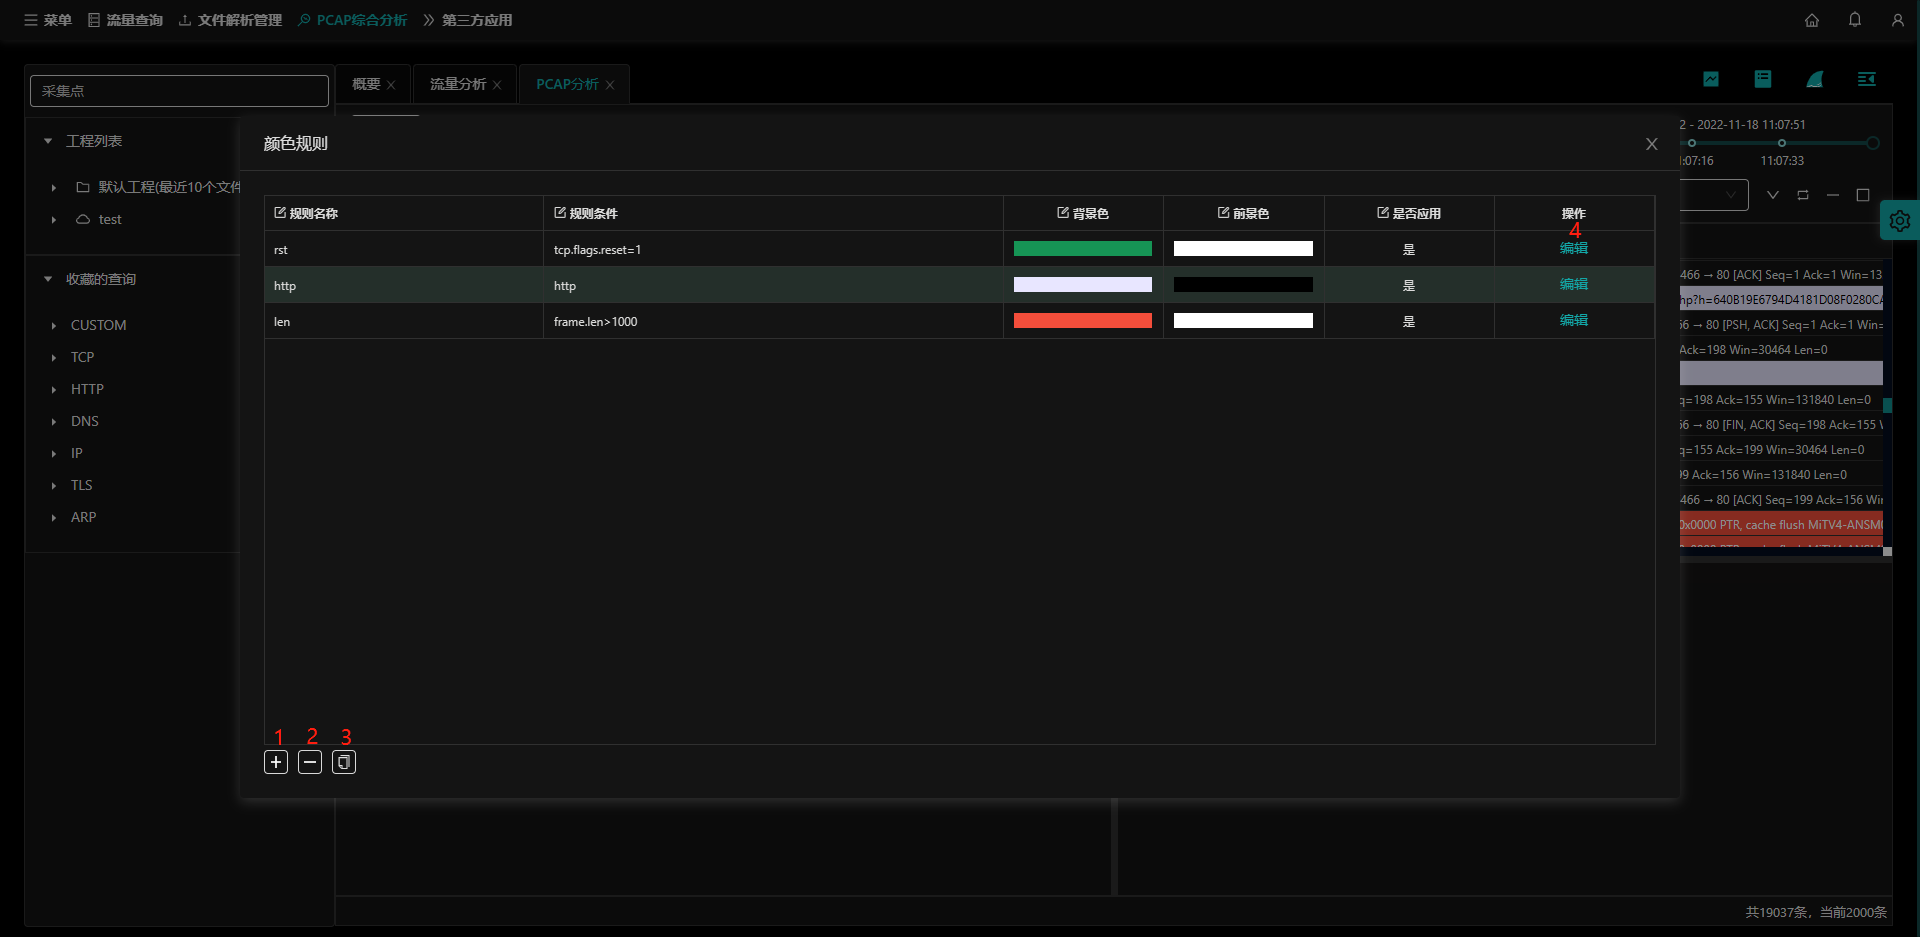 菜单 流量查询 文件解析管理 PCAP综合分析 第三方应用
采集点
概要 流量分析 PCAP分析
工程列表
默认工程(最近10个文件
test
收藏的查询
CUSTOM
TCP
HTTP
DNS
IP
TLS
ARP
颜色规则
X
规则名称 规则条件 背景色 前景色 是否应用 操作
4
rst tcp.flags.reset=1 是 编辑
http http 是 编辑
len frame.len>1000 是 编辑
1 2 3
2 - 2022-11-18 11:07:51
:07:16 11:07:33
466 → 80 [ACK] Seq=1 Ack=1 Win=13
hp?h=640B19E6794D4181D08F0280CA
66 → 80 [PSH, ACK] Seq=1 Ack=1 Win=
Ack=198 Win=30464 Len=0
q=198 Ack=155 Win=131840 Len=0
66 → 80 [FIN, ACK] Seq=198 Ack=155 W
q=155 Ack=199 Win=30464 Len=0
99 Ack=156 Win=131840 Len=0
466 → 80 [ACK] Seq=199 Ack=156 Wi
0x0000 PTR, cache flush MiTV4-ANSM
共19037条，当前2000条